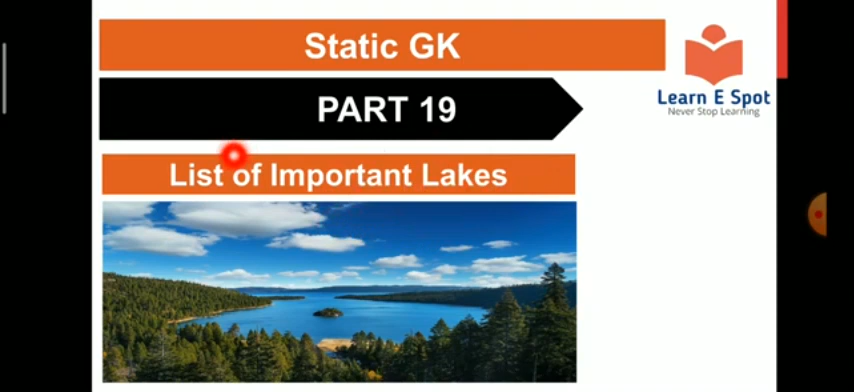 Static GK
PART 19
Learn E Spot
Never Stop Learning
List of Important Lakes